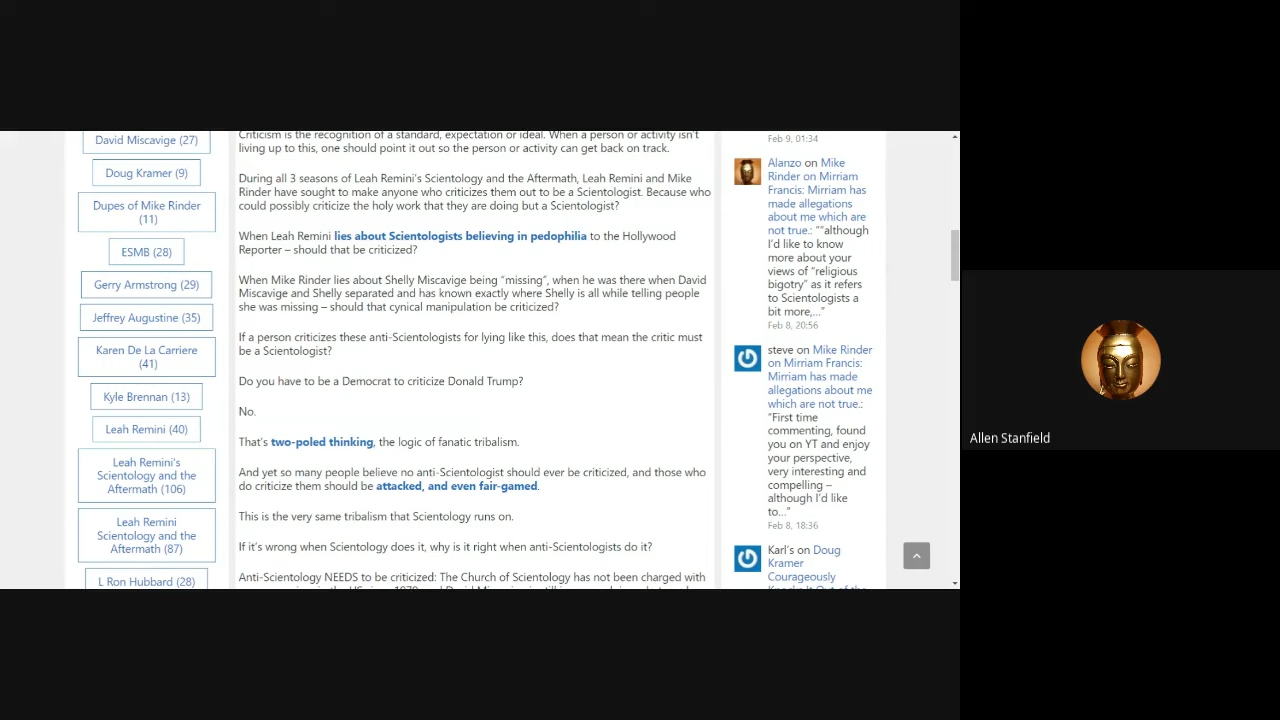 David Miscavige (27)
Doug Kramer (9)
Dupes of Mike Rinder
(11)
ESMB (28)
Gerry Armstrong (29)
Jeffrey Augustine (35)
Karen De La Carriere
(41)
Kyle Brennan (13)
Leah Remini (40)
Leah Remini's
Scientology and the
Aftermath (106)
Leah Remini
Scientology and the
Aftermath (87)
L Ron Hubbard (28)
Criticism is the recognition of a standard, expectation or ideal. When a person or activity isn't
living up to this, one should point it out so the person or activity can get back on track.
During all 3 seasons of Leah Remini's Scientology and the Aftermath, Leah Remini and Mike
Rinder have sought to make anyone who criticizes them out to be a Scientologist. Because who
could possibly criticize the holy work that they are doing but a Scientologist?
When Leah Remini lies about Scientologists believing in pedophilia to the Hollywood
Reporter – should that be criticized?
When Mike Rinder lies about Shelly Miscavige being "missing", when he was there when David
Miscavige and Shelly separated and has known exactly where Shelly is all while telling people
she was missing – should that cynical manipulation be criticized?
If a person criticizes these anti-Scientologists for lying like this, does that mean the critic must
be a Scientologist?
Do you have to be a Democrat to criticize Donald Trump?
No.
That's two-poled thinking, the logic of fanatic tribalism.
And yet so many people believe no anti-Scientologist should ever be criticized, and those who
do criticize them should be attacked, and even fair-gamed.
This is the very same tribalism that Scientology runs on.
If it's wrong when Scientology does it, why is it right when anti-Scientologists do it?
Anti-Scientology NEEDS to be criticized: The Church of Scientology has not been charged with
Feb 9, 01:34
Alanzo on Mike
Rinder on Mirriam
Francis: Mirriam has
made allegations
about me which are
not true.: "“although
I'd like to know
more about your
views of “religious
bigotry” as it refers
to Scientologists a
bit more,…”
Feb 8, 20:56
steve on Mike Rinder
on Mirriam Francis:
Mirriam has made
allegations about me
which are not true.:
“First time
commenting, found
you on YT and enjoy
your perspective,
very interesting and
compelling –
although I'd like
to…”
Feb 8, 18:36
Karl's on Doug
Kramer
Courageously
Allen Stanfield